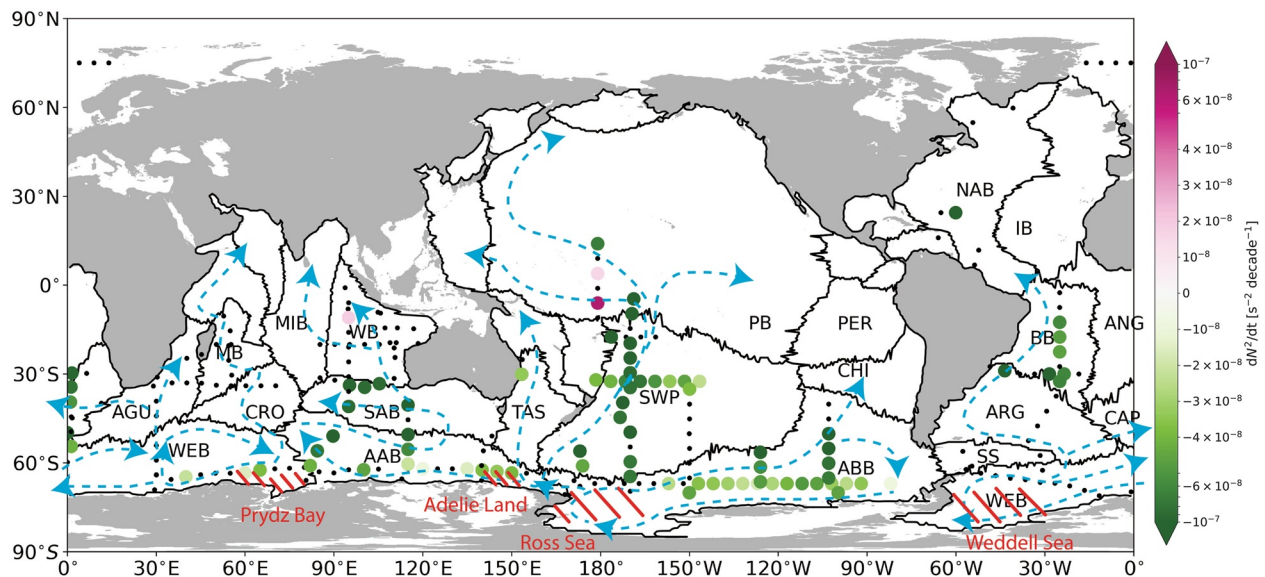 90°N
60°N
30°N
0°
30°S
60°S
90°S
0°
30°E
60°E
90°E
120°E
150°E
180°
150°W
120°W
90°W
60°W
30°W
0°
NAB
IB
MIB
WB
MB
PB
PER
BB
ANG
CHI
AGU
CRO
SAB
TAS
SWP
ARG
CAP
WEB
AAB
ABB
SS
WEB
Prydz Bay
Adelie Land
Ross Sea
Weddell Sea
10⁻⁷
6 × 10⁻⁸
4 × 10⁻⁸
3 × 10⁻⁸
2 × 10⁻⁸
10⁻⁸
0
−10⁻⁸
−2 × 10⁻⁸
−3 × 10⁻⁸
−4 × 10⁻⁸
−6 × 10⁻⁸
−10⁻⁷
dN²/dt [s⁻² decade⁻¹]